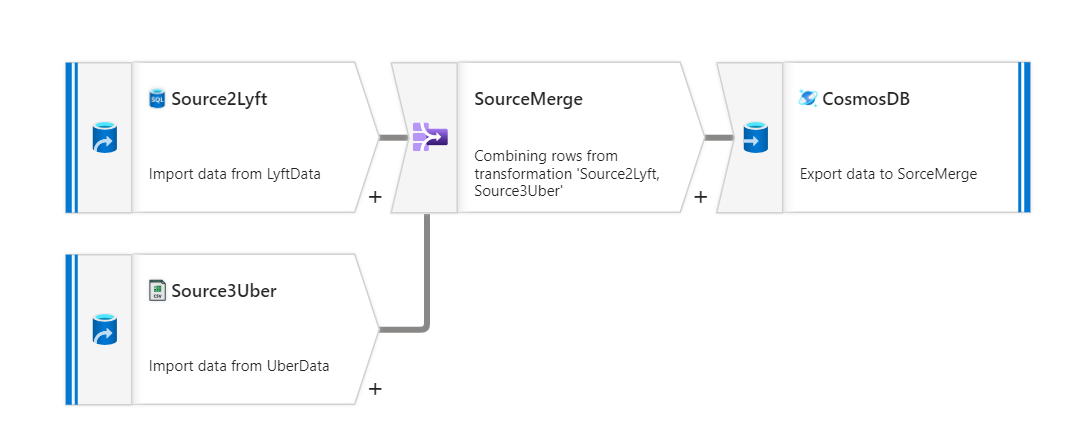 SQL
Source2Lyft
Import data from LyftData
+
SourceMerge
Combining rows from
transformation 'Source2Lyft,
Source3Uber'
+
CosmosDB
Export data to SorceMerge
csv
Source3Uber
Import data from UberData
+